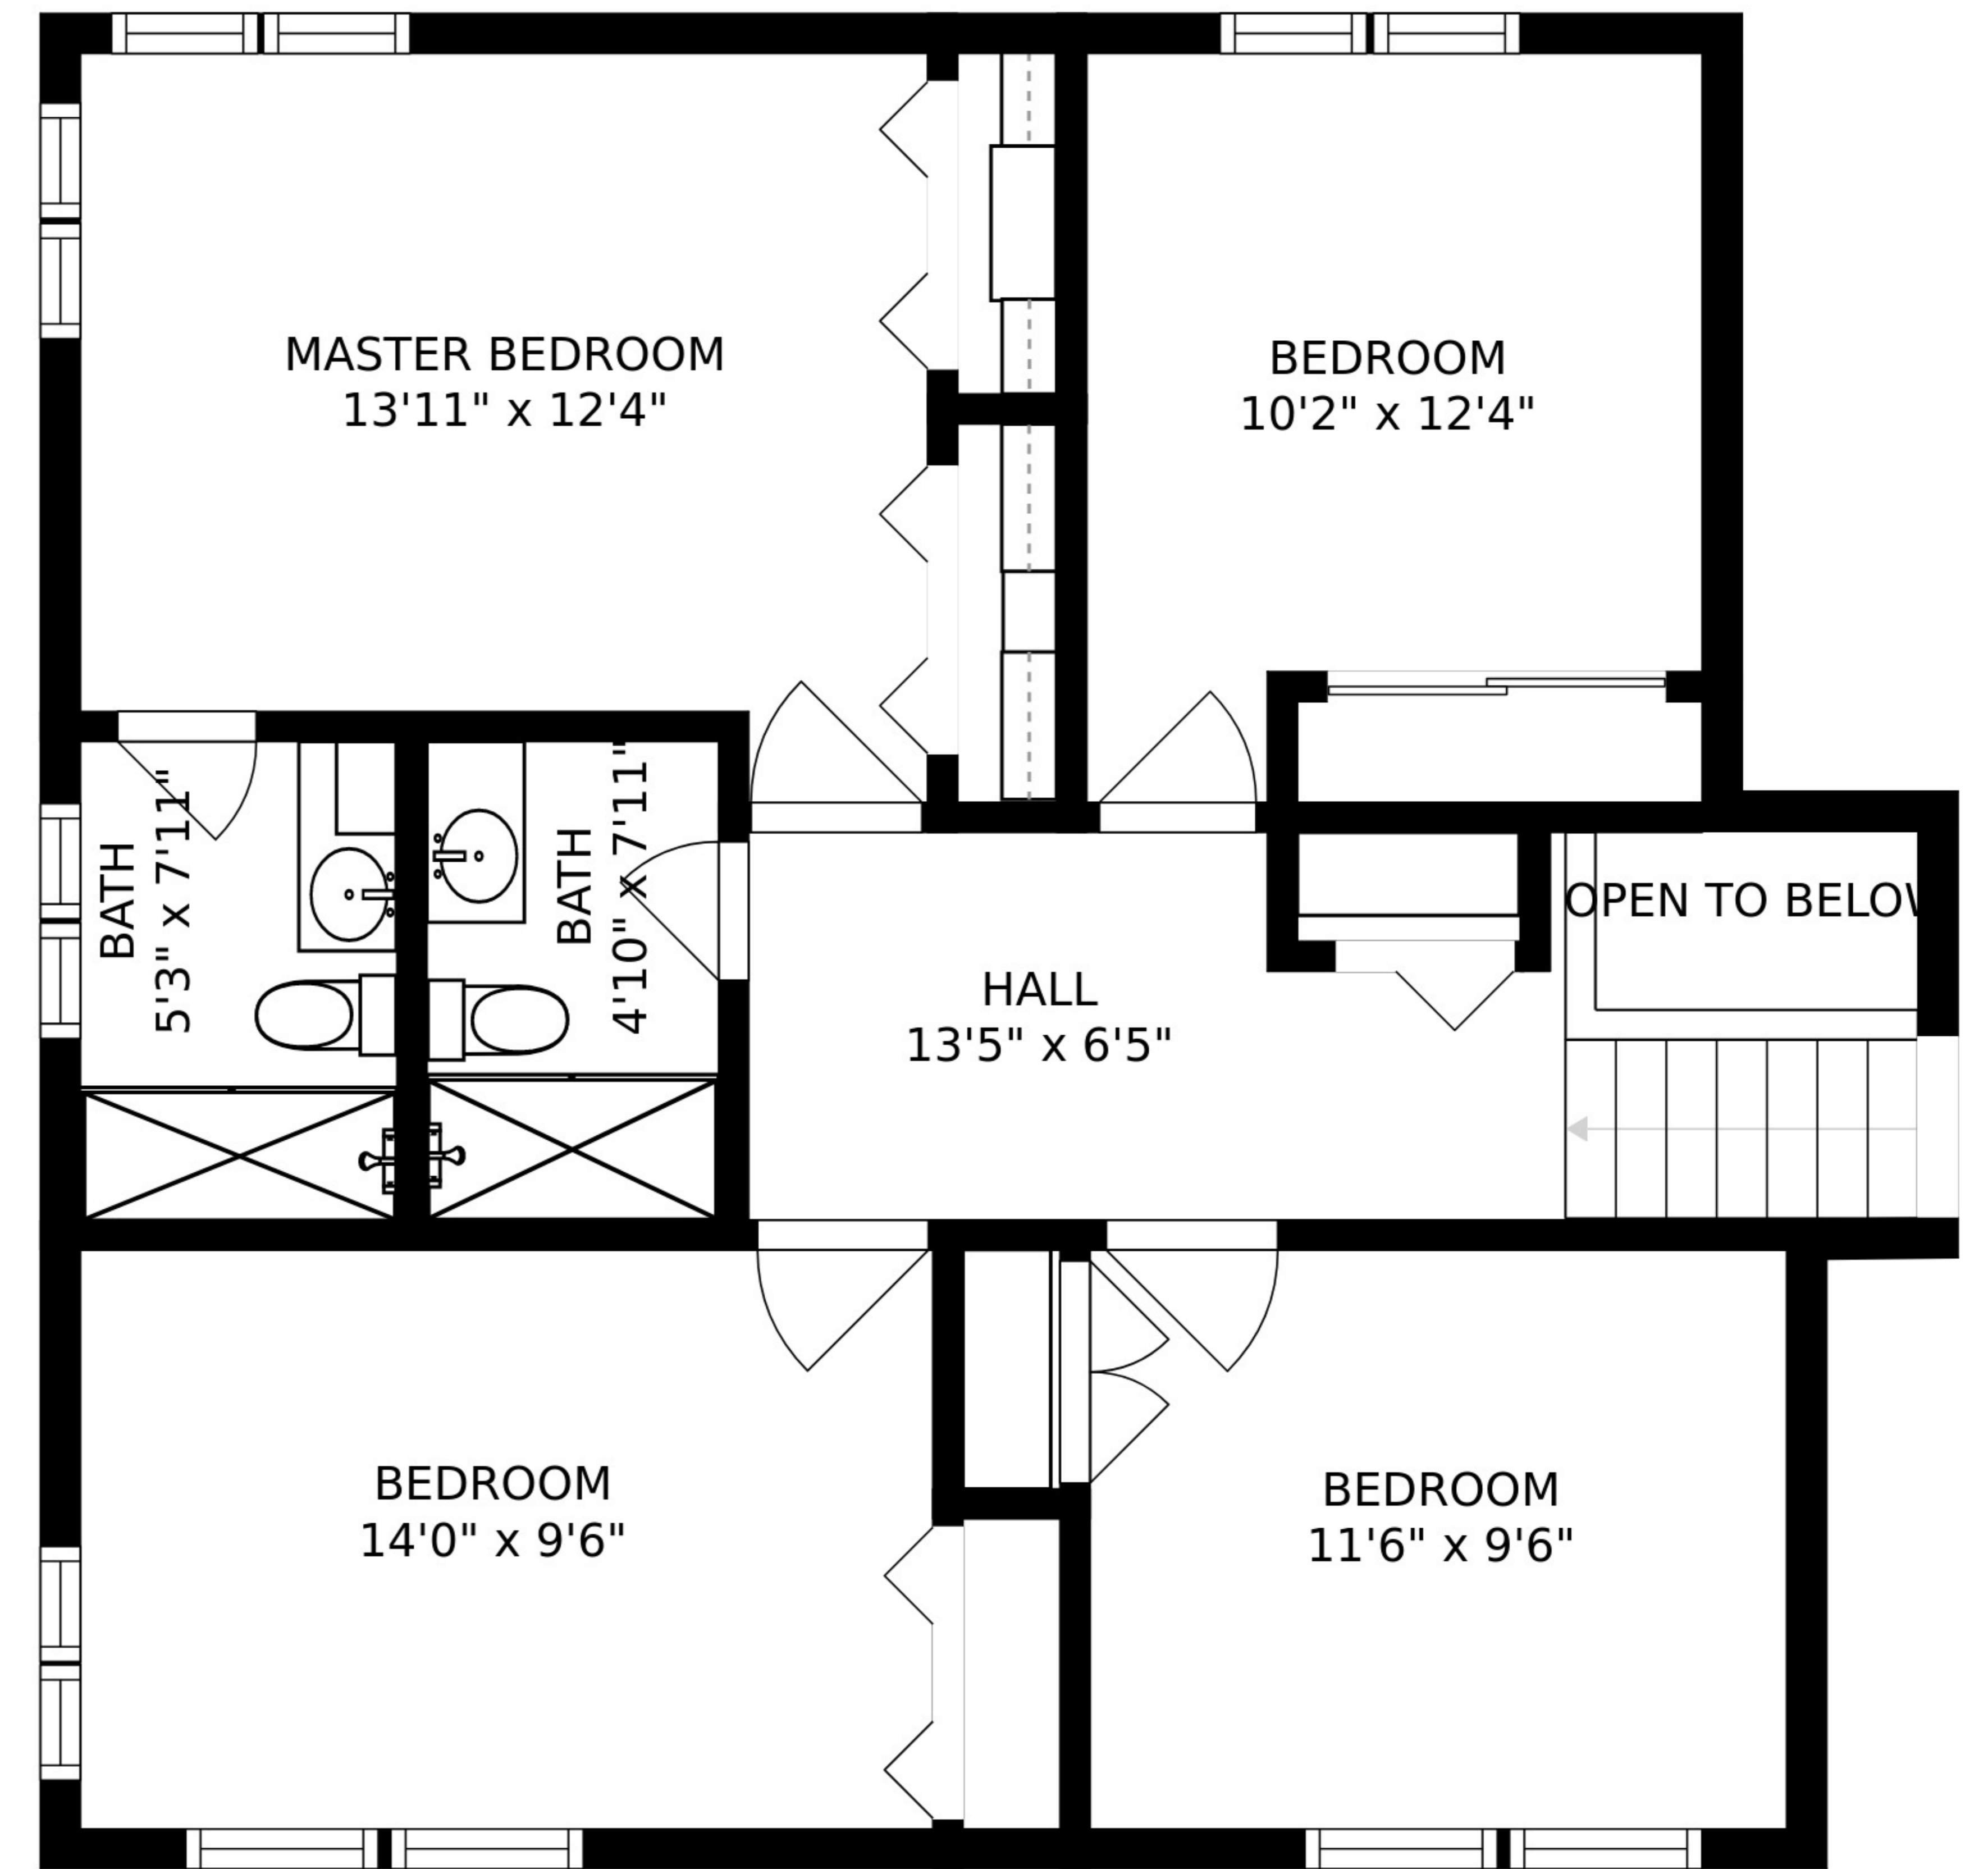 MASTER BEDROOM
13'11" x 12'4"
BEDROOM
10'2" x 12'4"
BATH
5'3" x 7'11"
BATH
4'10" x 7'11"
OPEN TO BELOW
HALL
13'5" x 6'5"
BEDROOM
14'0" x 9'6"
BEDROOM
11'6" x 9'6"